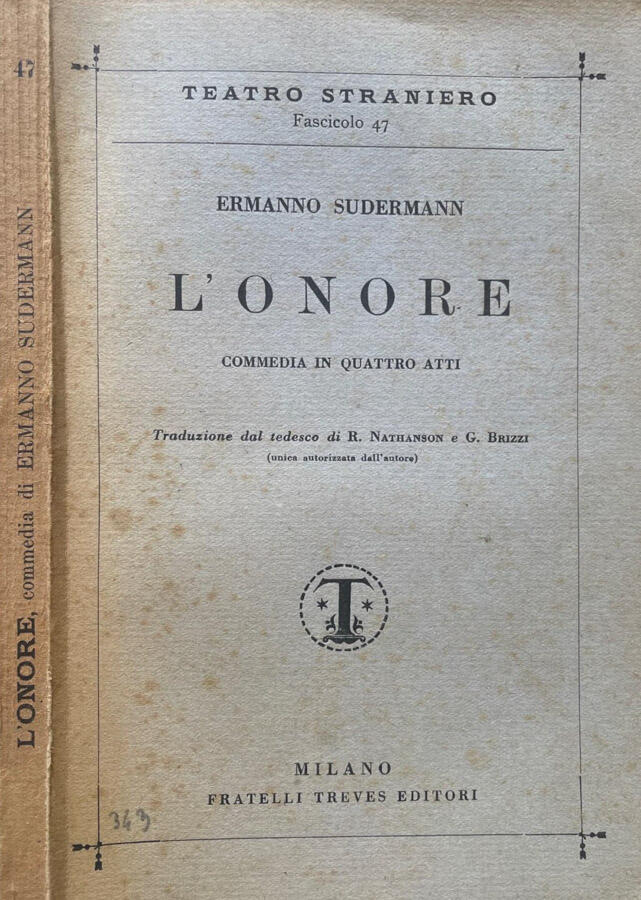 47
L'ONORE, commedia di ERMANNO SUDERMANN
TEATRO STRANIERO
Fascicolo 47
ERMANNO SUDERMANN
L'ONORE
COMMEDIA IN QUATTRO ATTI
Traduzione dal tedesco di R. NATHANSON e G. BRIZZI
(unica autorizzata dall'autore)
T
MILANO
FRATELLI TREVES EDITORI
343